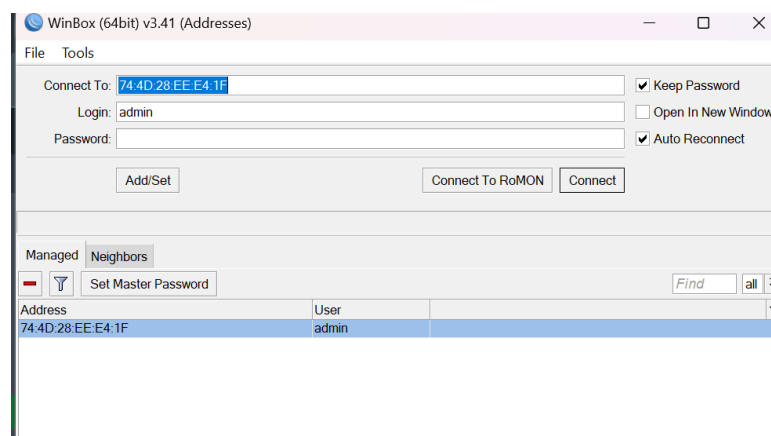 WinBox (64bit) v3.41 (Addresses)
File Tools
Connect To: 74:4D:28:EE:E4:1F Keep Password
Login: admin Open In New Window
Password: Auto Reconnect
Add/Set Connect To RoMON Connect
Managed Neighbors
Set Master Password Find all
Address User
74:4D:28:EE:E4:1F admin